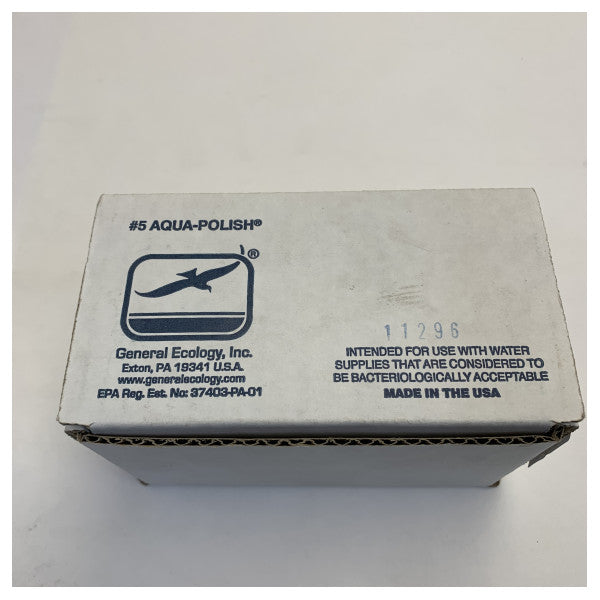 #5 AQUA-POLISH®
®
General Ecology, Inc.
Exton, PA 19341 U.S.A.
www.generalecology.com
EPA Reg. Est. No: 37403-PA-01
11296
INTENDED FOR USE WITH WATER
SUPPLIES THAT ARE CONSIDERED TO
BE BACTERIOLOGICALLY ACCEPTABLE
MADE IN THE USA